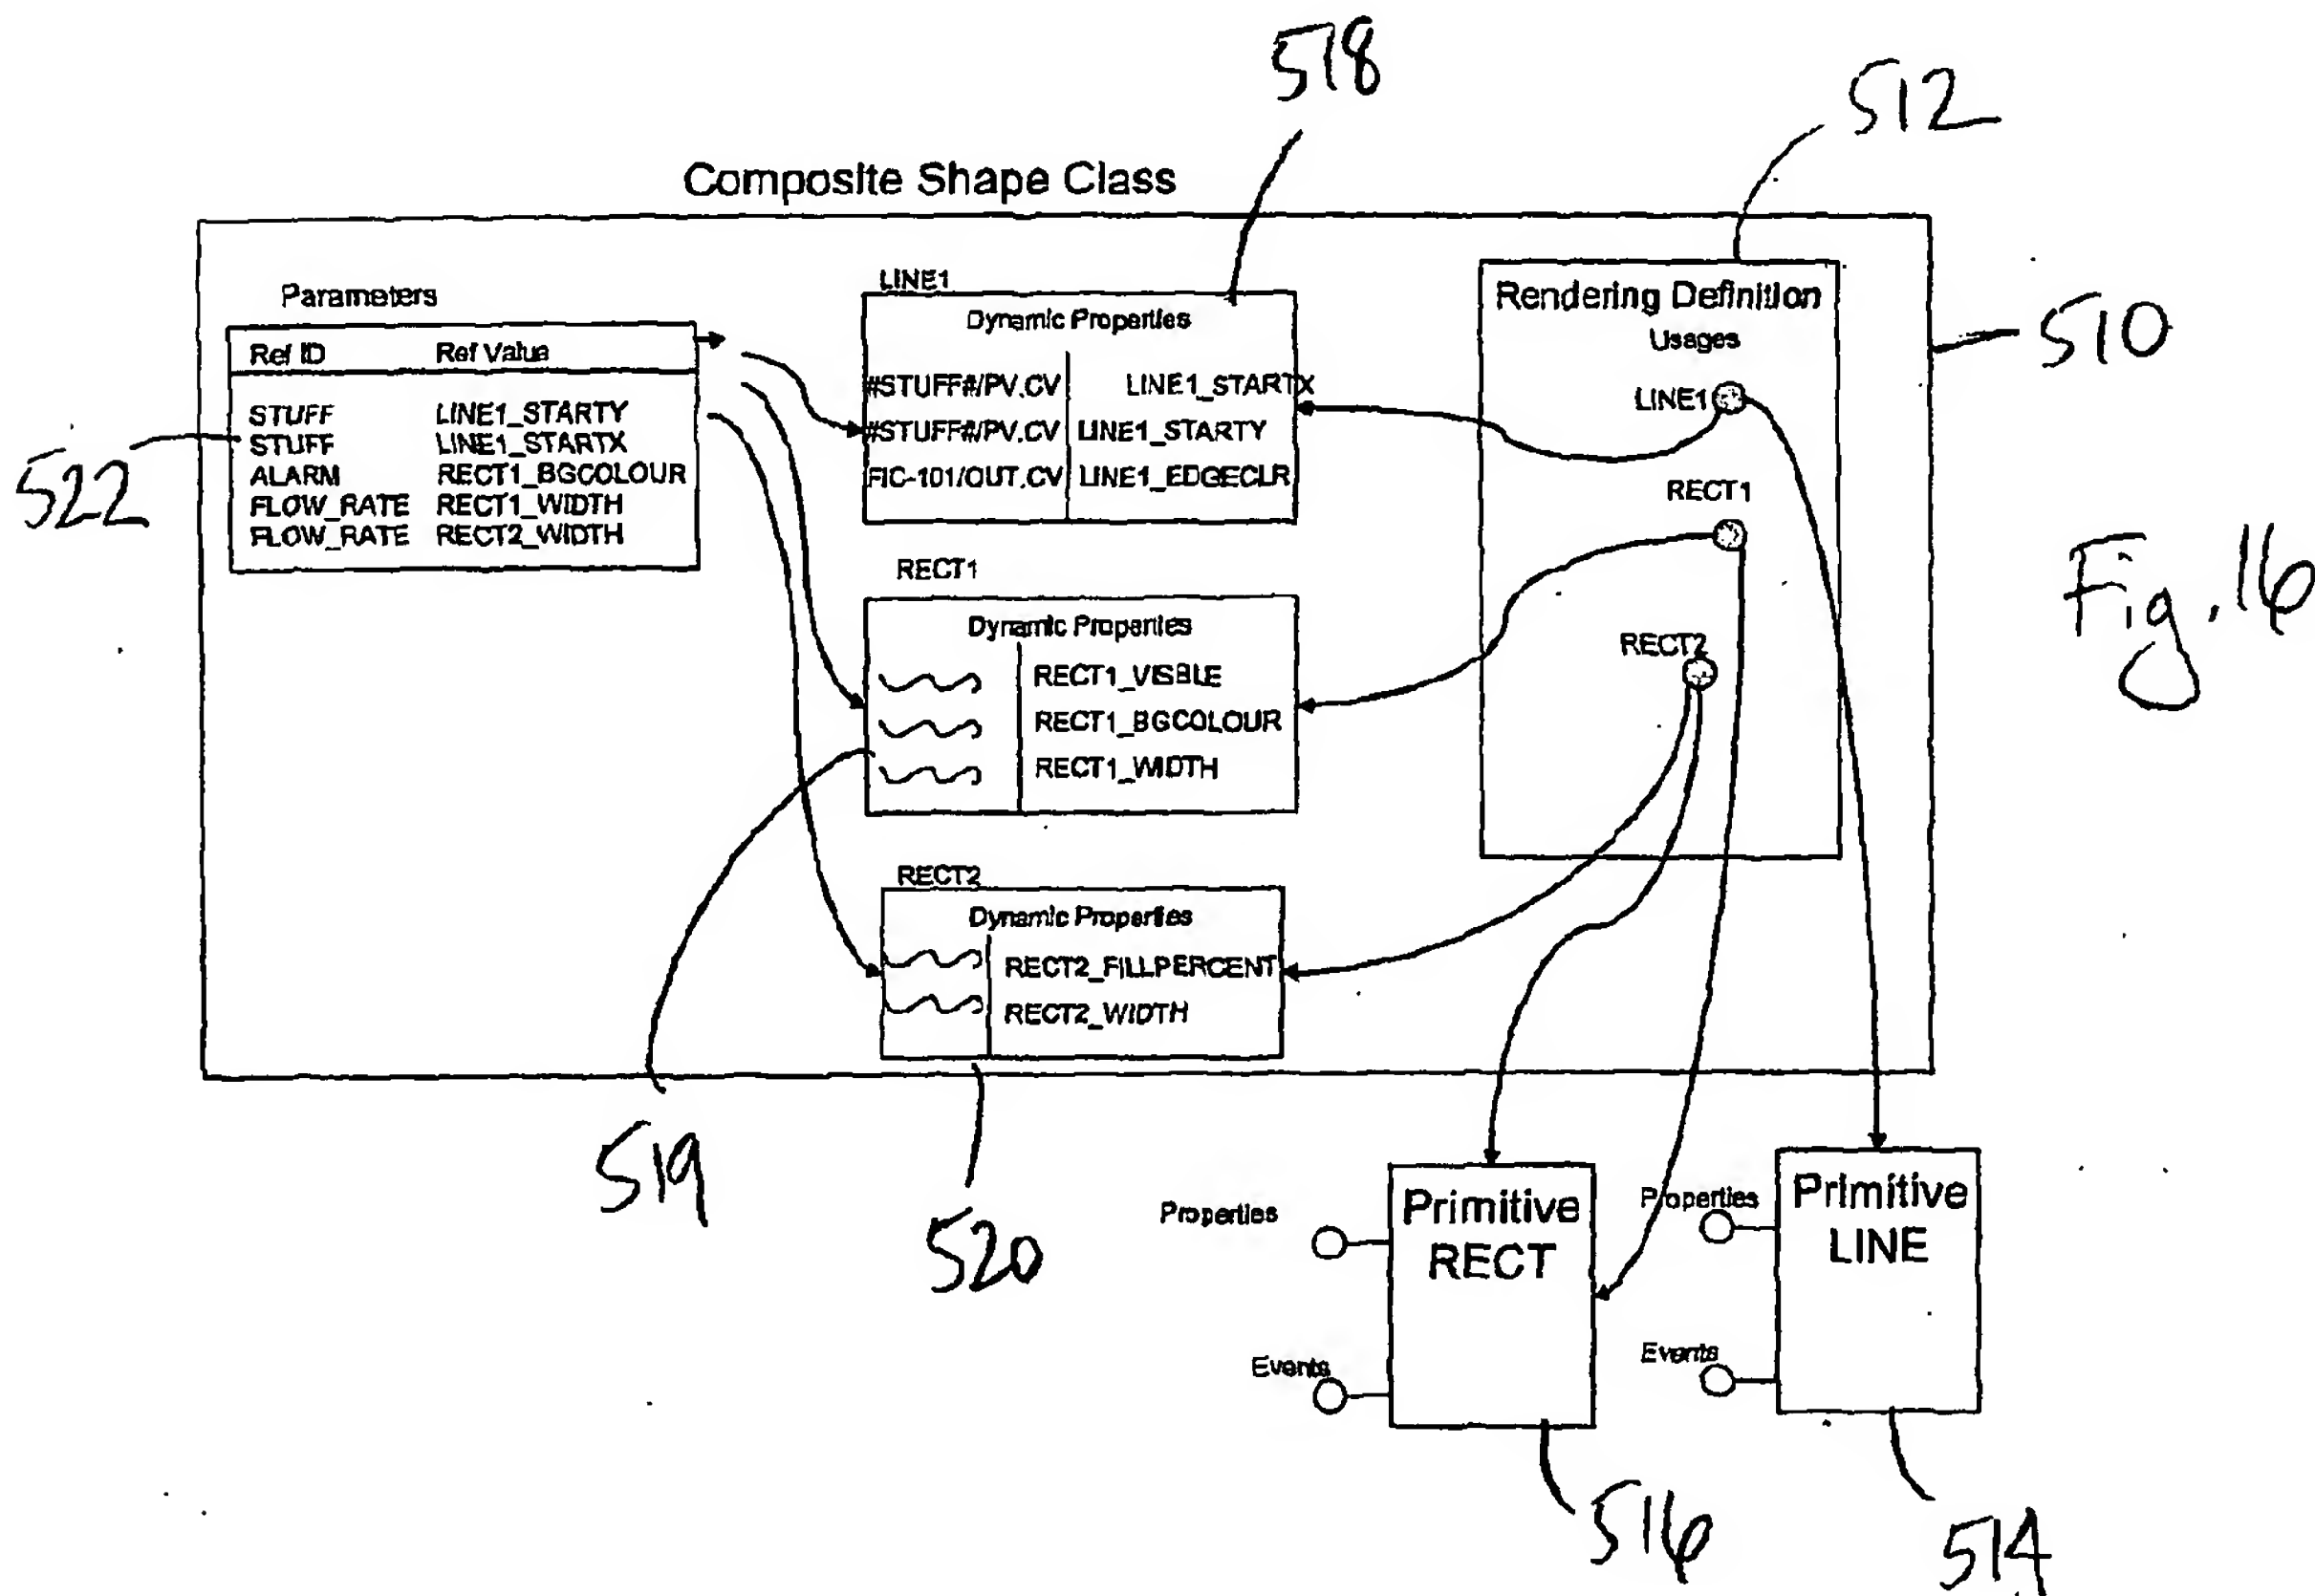 518
512
Composite Shape Class
510
Parameters
Ref ID Ref Value
STUFF LINE1_STARTY
STUFF LINE1_STARTX
ALARM RECT1_BGCOLOUR
FLOW_RATE RECT1_WIDTH
FLOW_RATE RECT2_WIDTH
522
LINE1
Dynamic Properties
#STUFF#/PV.CV LINE1_STARTX
#STUFF#/PV.CV LINE1_STARTY
FIC-101/OUT.CV LINE1_EDGECLR
RECT1
Dynamic Properties
RECT1_VISBLE
RECT1_BGCOLOUR
RECT1_WIDTH
RECT2
Dynamic Properties
RECT2_FILLPERCENT
RECT2_WIDTH
Rendering Definition
Usages
LINE1
RECT1
RECT2
Fig. 16
519
520
Properties
Primitive
RECT
Events
Properties
Primitive
LINE
Events
516
514